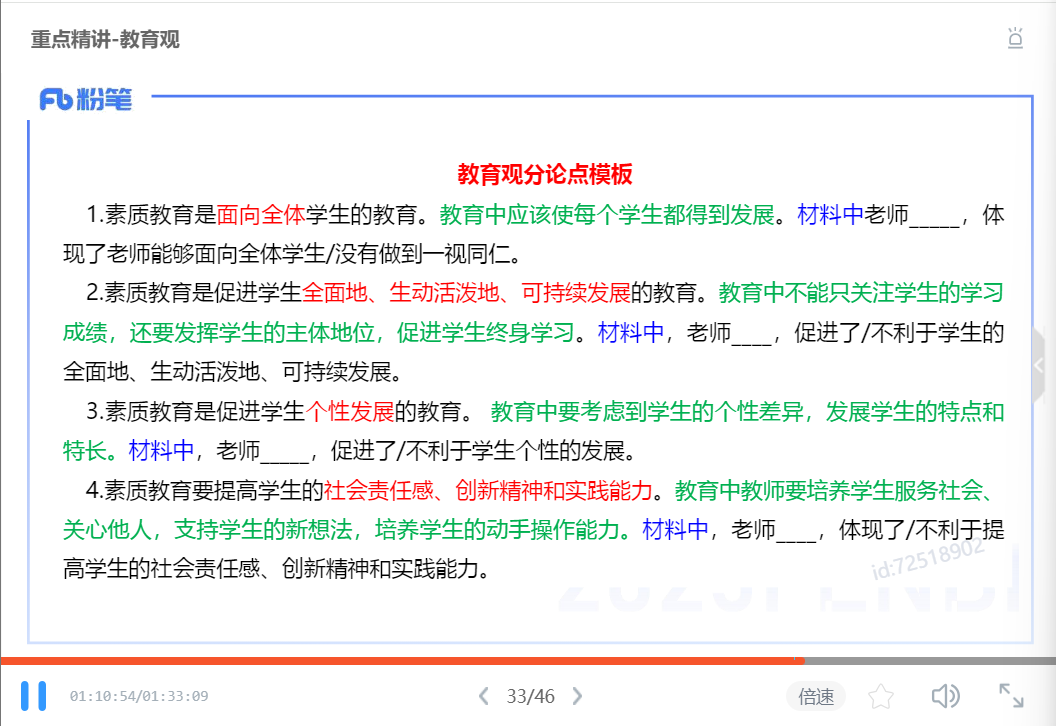 重点精讲-教育观
粉笔
教育观分论点模板
1.素质教育是面向全体学生的教育。教育中应该使每个学生都得到发展。材料中老师_____，体
现了老师能够面向全体学生/没有做到一视同仁。
2.素质教育是促进学生全面地、生动活泼地、可持续发展的教育。教育中不能只关注学生的学习
成绩，还要发挥学生的主体地位，促进学生终身学习。材料中，老师____，促进了/不利于学生的
全面地、生动活泼地、可持续发展。
3.素质教育是促进学生个性发展的教育。 教育中要考虑到学生的个性差异，发展学生的特点和
特长。材料中，老师_____，促进了/不利于学生个性的发展。
4.素质教育要提高学生的社会责任感、创新精神和实践能力。教育中教师要培养学生服务社会、
关心他人，支持学生的新想法，培养学生的动手操作能力。材料中，老师____，体现了/不利于提
高学生的社会责任感、创新精神和实践能力。
id:72518902
01:10:54/01:33:09
33/46
倍速